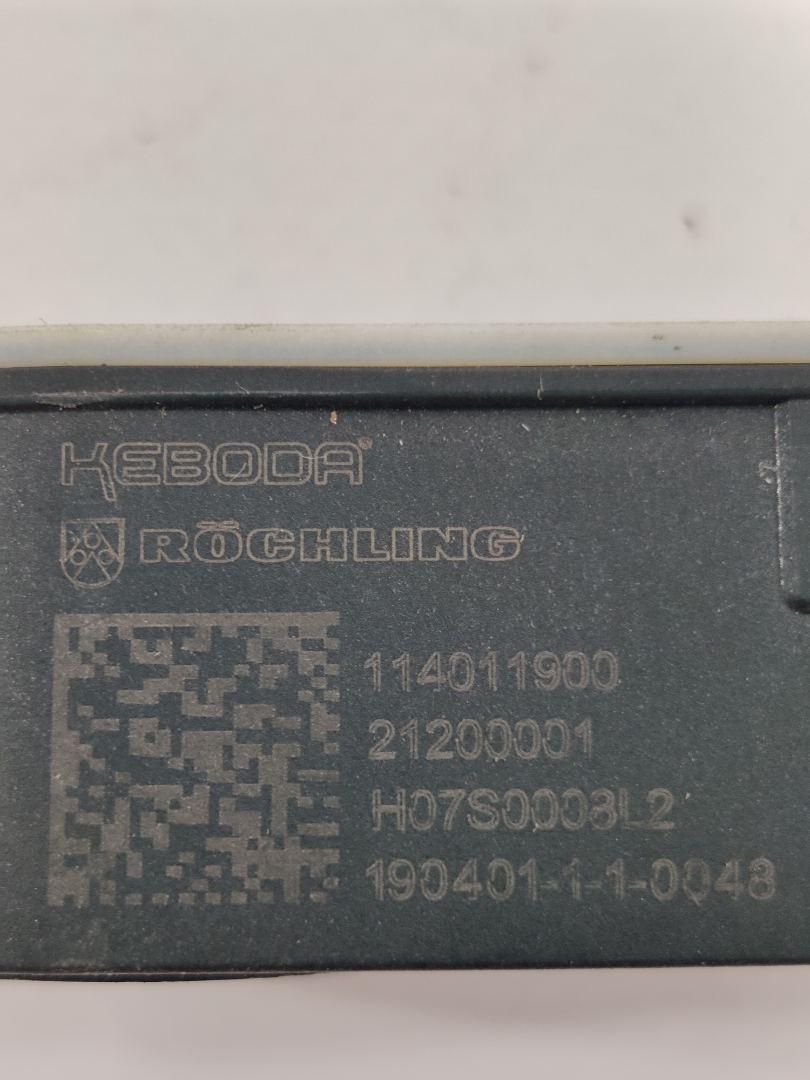 KEBODA®
RÖCHLING
114011900
21200001
H07S0008L2
190401-1-1-0048